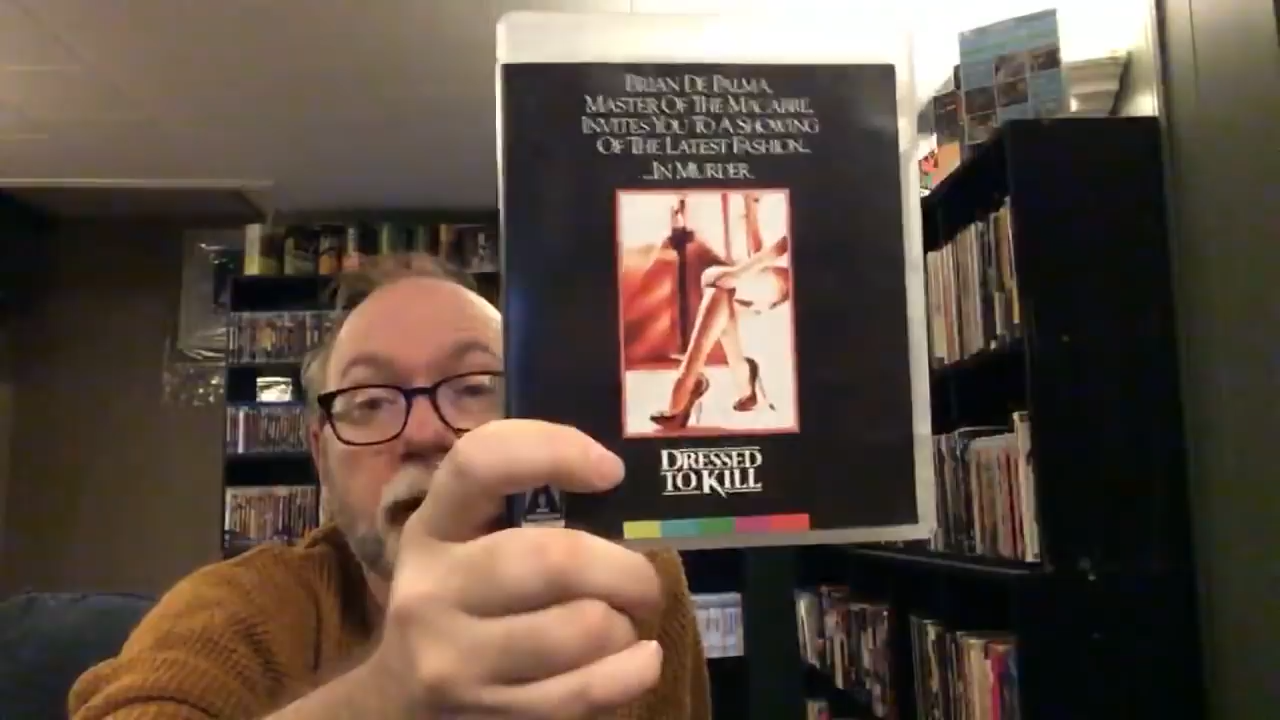 BRIAN DE PALMA,
MASTER OF THE MACABRE,
INVITES YOU TO A SHOWING
OF THE LATEST FASHION...
...IN MURDER.
DRESSED
TO KILL